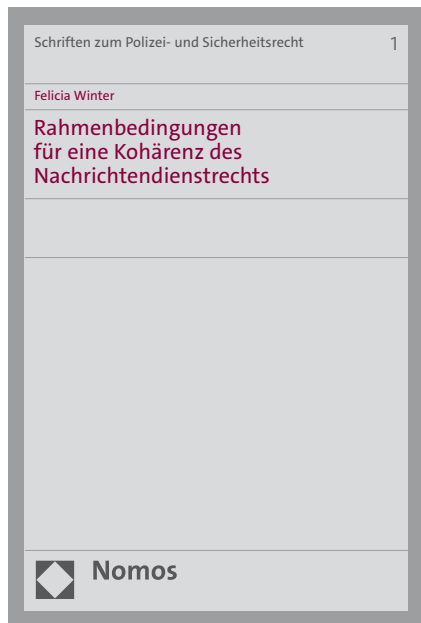 Schriften zum Polizei- und Sicherheitsrecht 1
Felicia Winter
Rahmenbedingungen
für eine Kohärenz des
Nachrichtendienstrechts
Nomos